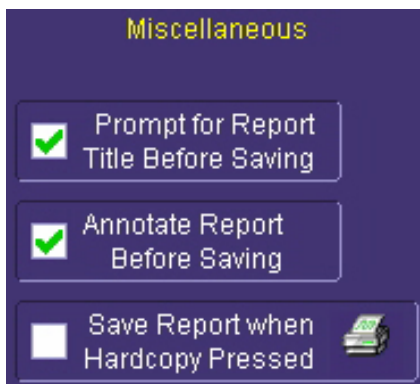 Miscellaneous
Prompt for Report
Title Before Saving
Annotate Report
Before Saving
Save Report when
Hardcopy Pressed